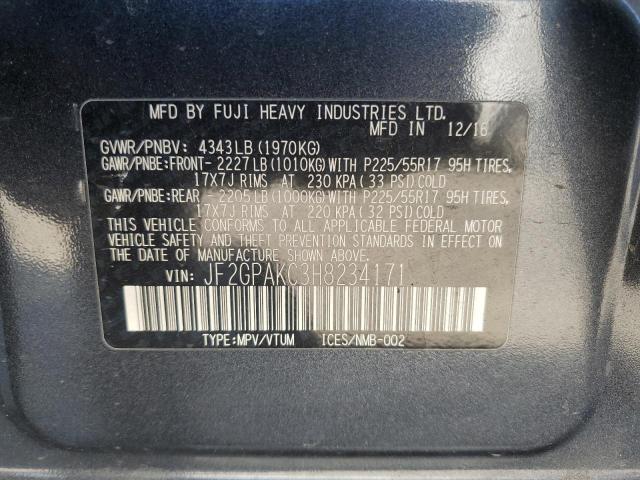 MFD BY FUJI HEAVY INDUSTRIES LTD.
MFD IN 12/16
GVWR/PNBV: 4343LB (1970KG)
GAWR/PNBE:FRONT- 2227LB(1010KG)WITH P225/55R17 95H TIRES,
17X7J RIMS AT 230 KPA (33 PSI)COLD
GAWR/PNBE:REAR - 2205LB(1000KG)WITH P225/55R17 95H TIRES,
17X7J RIMS AT 220 KPA (32 PSI)COLD
THIS VEHICLE CONFORMS TO ALL APPLICABLE FEDERAL MOTOR
VEHICLE SAFETY AND THEFT PREVENTION STANDARDS IN EFFECT ON
THE DATE OF MANUFACTURE SHOWN ABOVE.
VIN: JF2GPAKC3H8234171
TYPE:MPV/VTUM ICES/NMB-002